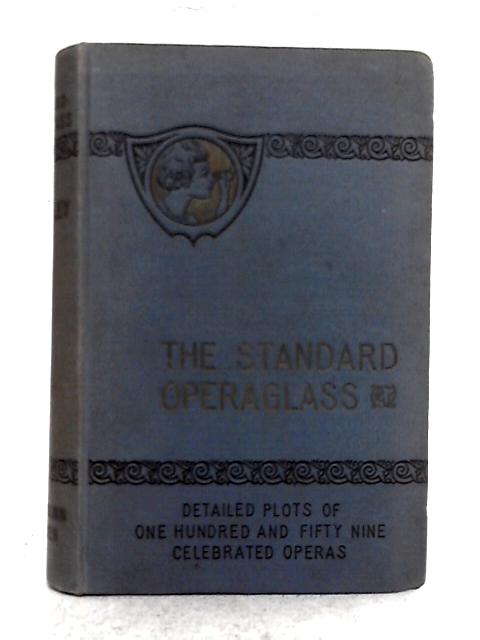 THE STANDARD
OPERAGLASS
DETAILED PLOTS OF
ONE HUNDRED AND FIFTY NINE
CELEBRATED OPERAS